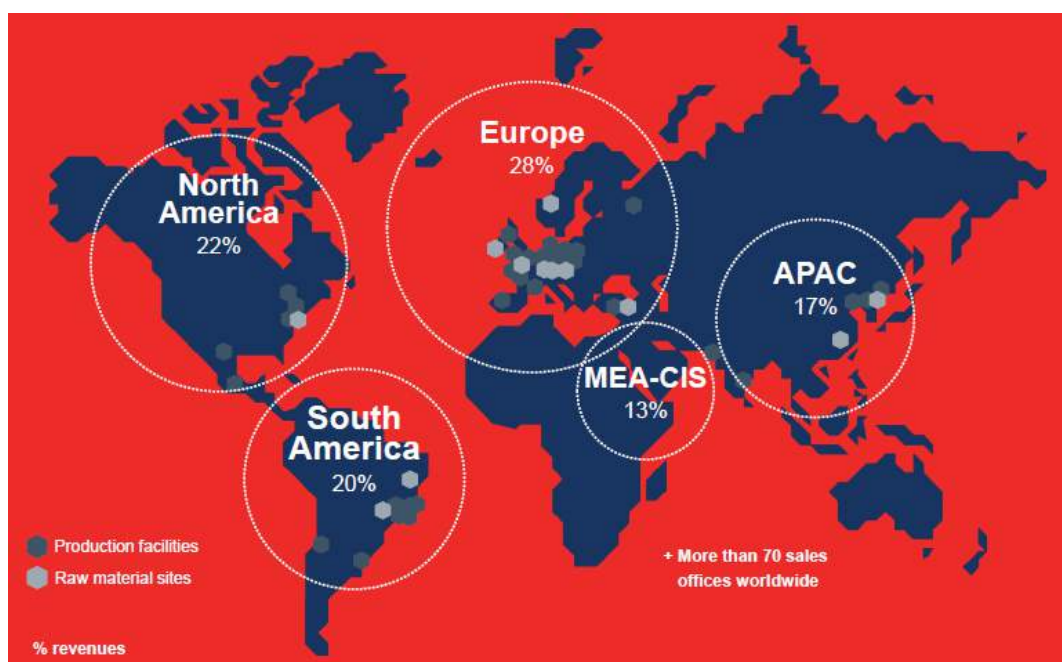 Europe
28%
North
America
22%
APAC
17%
MEA-CIS
13%
South
America
20%
Production facilities
Raw material sites
+ More than 70 sales
offices worldwide
% revenues